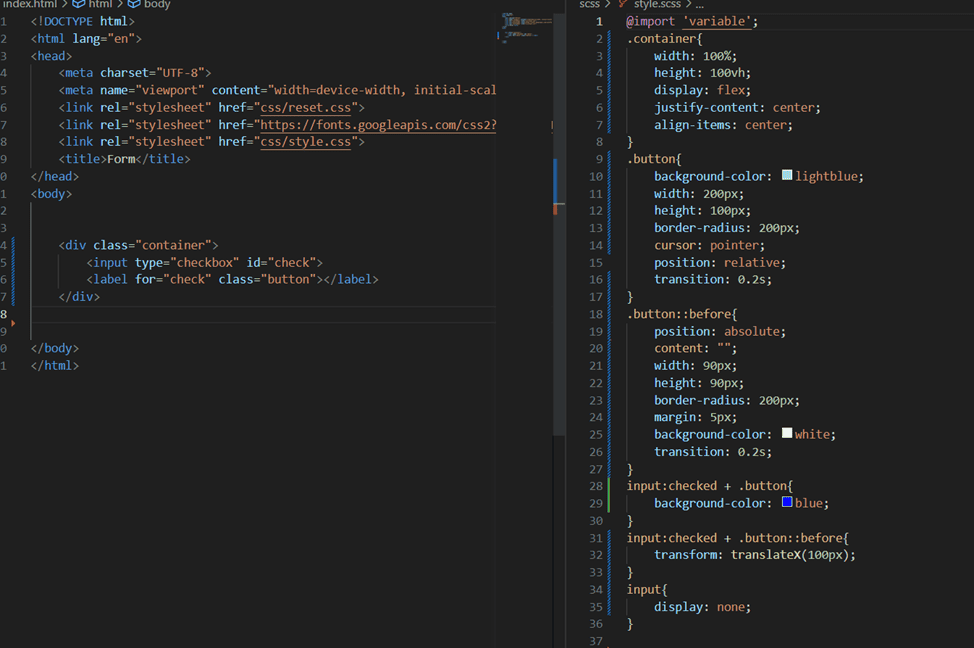 index.html > html > body
1 <!DOCTYPE html>
2 <html lang="en">
3 <head>
4 <meta charset="UTF-8">
5 <meta name="viewport" content="width=device-width, initial-scal
6 <link rel="stylesheet" href="css/reset.css">
7 <link rel="stylesheet" href="https://fonts.googleapis.com/css2?
8 <link rel="stylesheet" href="css/style.css">
9 <title>Form</title>
0 </head>
1 <body>
2
3
4 <div class="container">
5 <input type="checkbox" id="check">
6 <label for="check" class="button"></label>
7 </div>
8
9
0 </body>
1 </html>
scss > style.scss > ...
1 @import 'variable';
2 .container{
3 width: 100%;
4 height: 100vh;
5 display: flex;
6 justify-content: center;
7 align-items: center;
8 }
9 .button{
10 background-color: lightblue;
11 width: 200px;
12 height: 100px;
13 border-radius: 200px;
14 cursor: pointer;
15 position: relative;
16 transition: 0.2s;
17 }
18 .button::before{
19 position: absolute;
20 content: "";
21 width: 90px;
22 height: 90px;
23 border-radius: 200px;
24 margin: 5px;
25 background-color: white;
26 transition: 0.2s;
27 }
28 input:checked + .button{
29 background-color: blue;
30 }
31 input:checked + .button::before{
32 transform: translateX(100px);
33 }
34 input{
35 display: none;
36 }
37